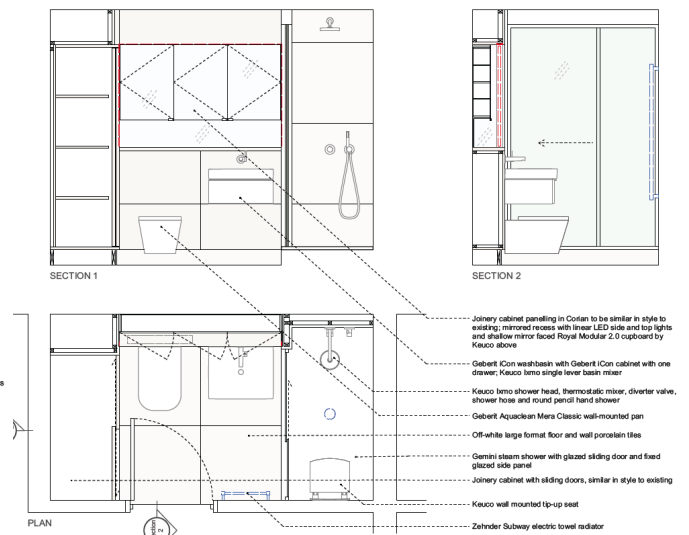 SECTION 1
SECTION 2
Joinery cabinet panelling in Corian to be similar in style to
existing; mirrored recess with linear LED side and top lights
and shallow mirror faced Royal Modular 2.0 cupboard by
Keuco above
Geberit iCon washbasin with Geberit iCon cabinet with one
drawer; Keuco Ixmo single lever basin mixer
Keuco Ixmo shower head, thermostatic mixer, diverter valve,
shower hose and round pencil hand shower
Geberit Aquaclean Mera Classic wall-mounted pan
Off-white large format floor and wall porcelain tiles
Gemini steam shower with glazed sliding door and fixed
glazed side panel
Joinery cabinet with sliding doors, similar in style to existing
Keuco wall mounted tip-up seat
Zehnder Subway electric towel radiator
s
PLAN
Section
2